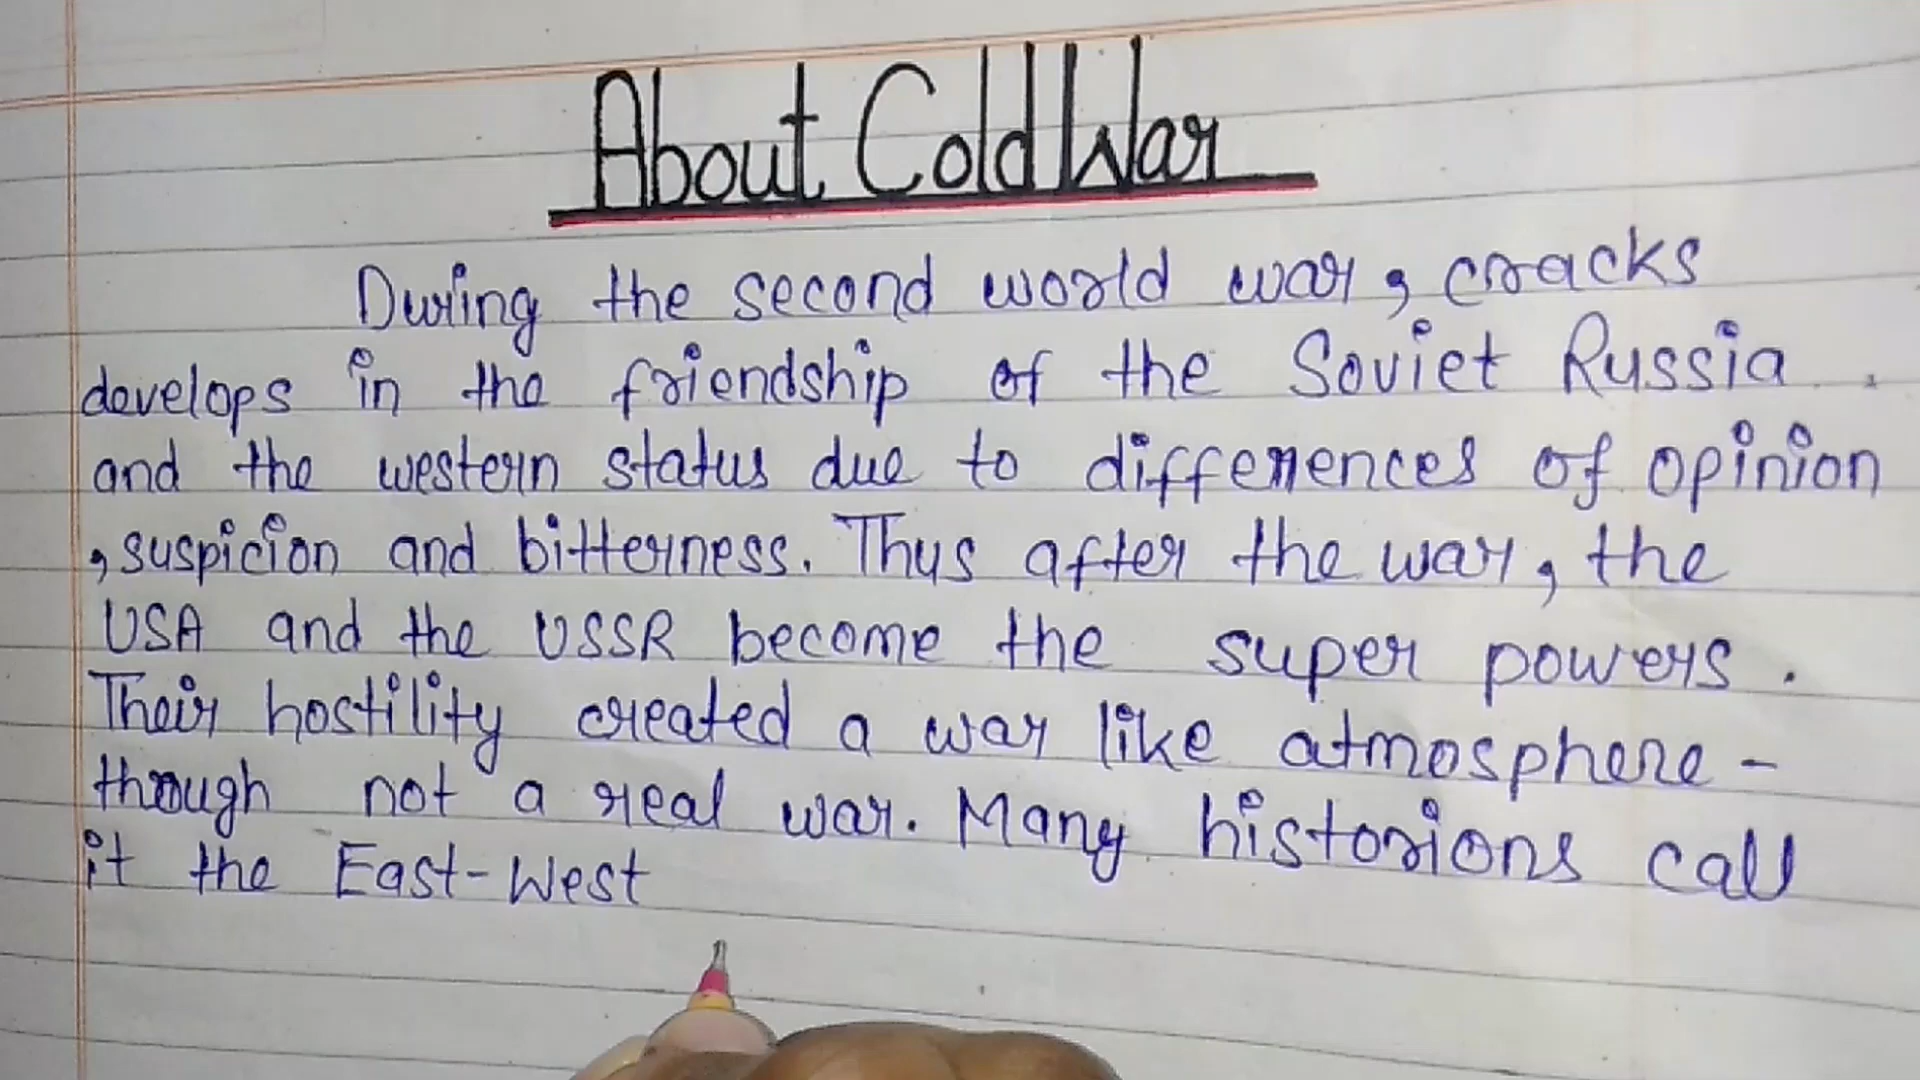 About Cold War
During the second world war, cracks
develops in the friendship of the Soviet Russia
and the western status due to differences of opinion
, suspicion and bitterness. Thus after the war, the
USA and the USSR become the super powers.
Their hostility created a war like atmosphere -
though not a real war. Many historions call
it the East-West